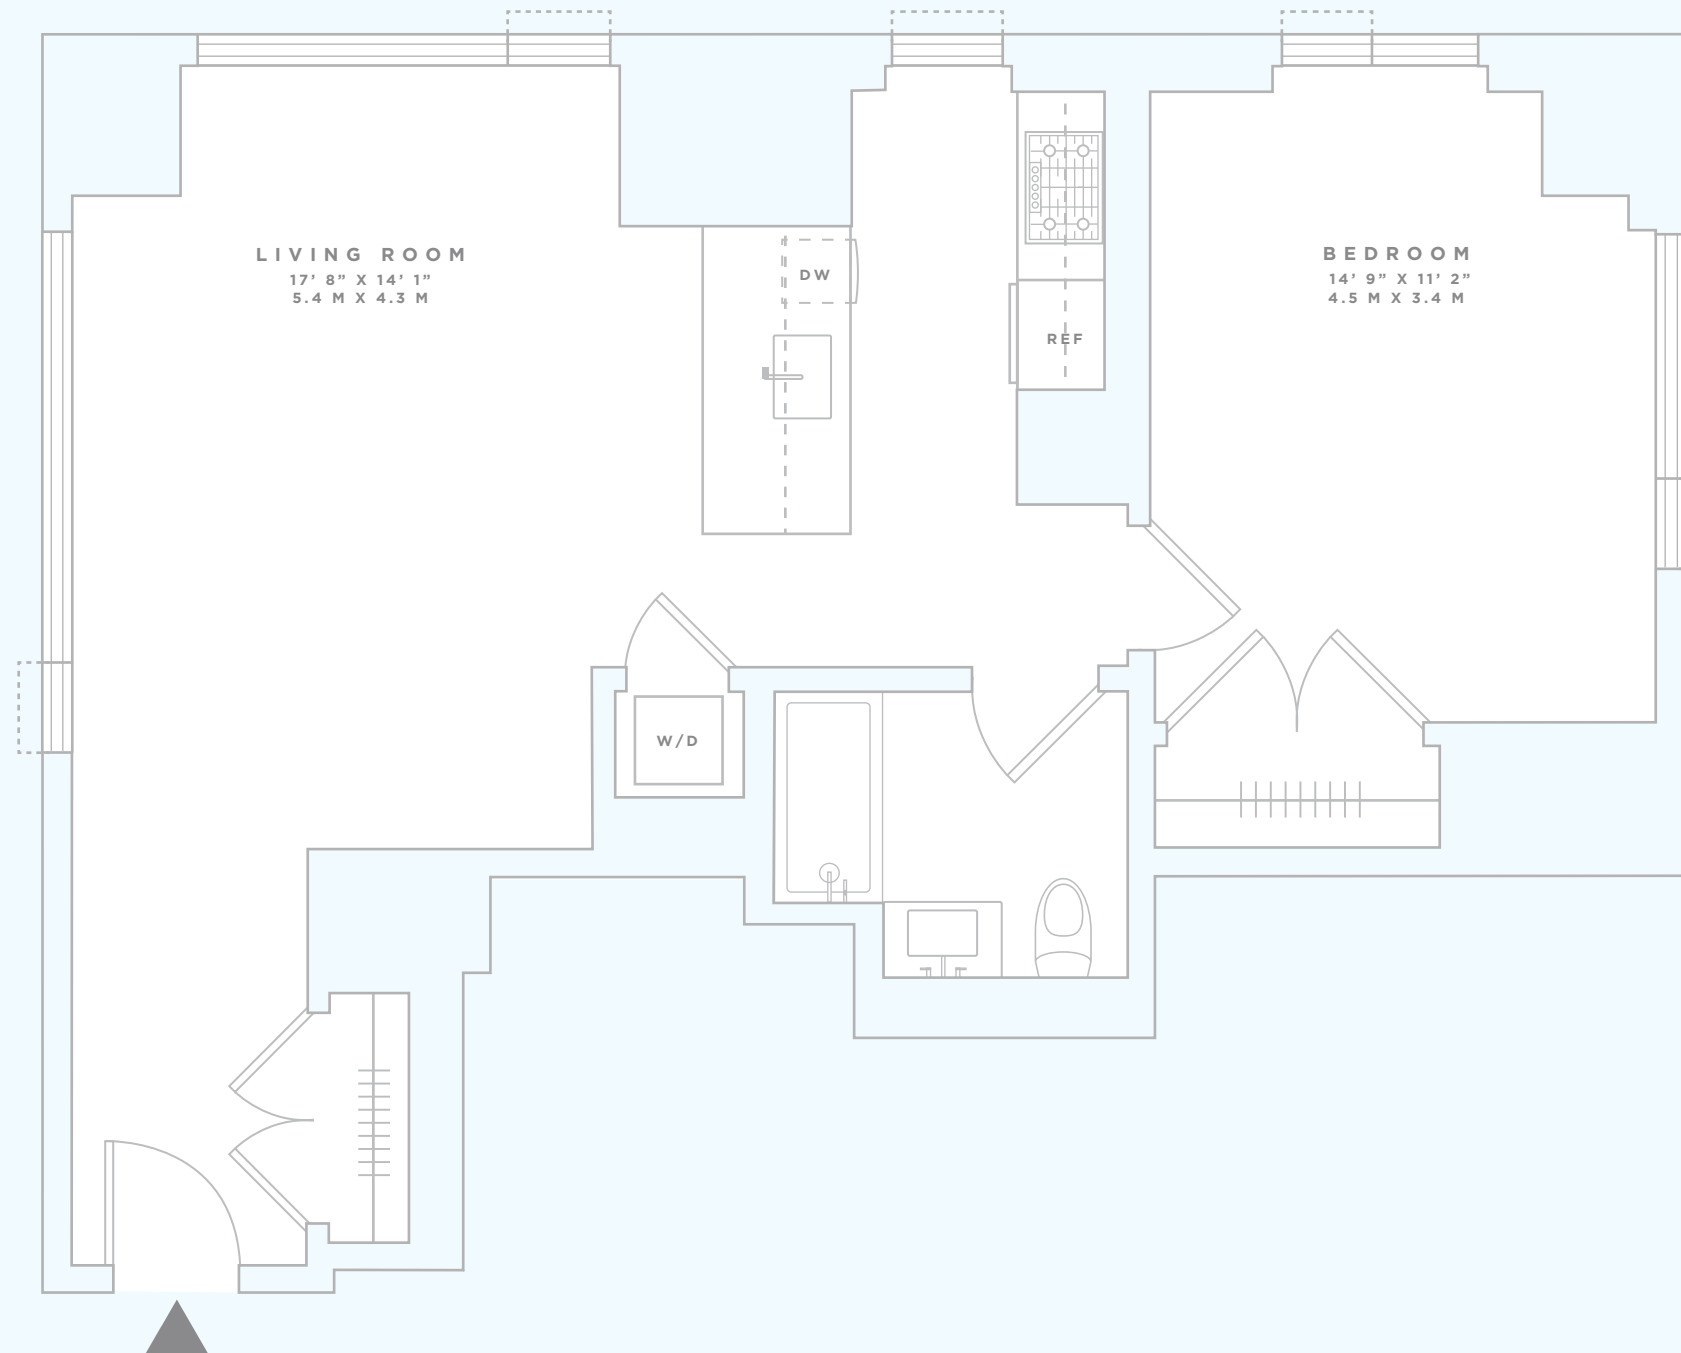 LIVING ROOM
17’ 8” X 14’ 1”
5.4 M X 4.3 M
DW
REF
BEDROOM
14’ 9” X 11’ 2”
4.5 M X 3.4 M
W/D